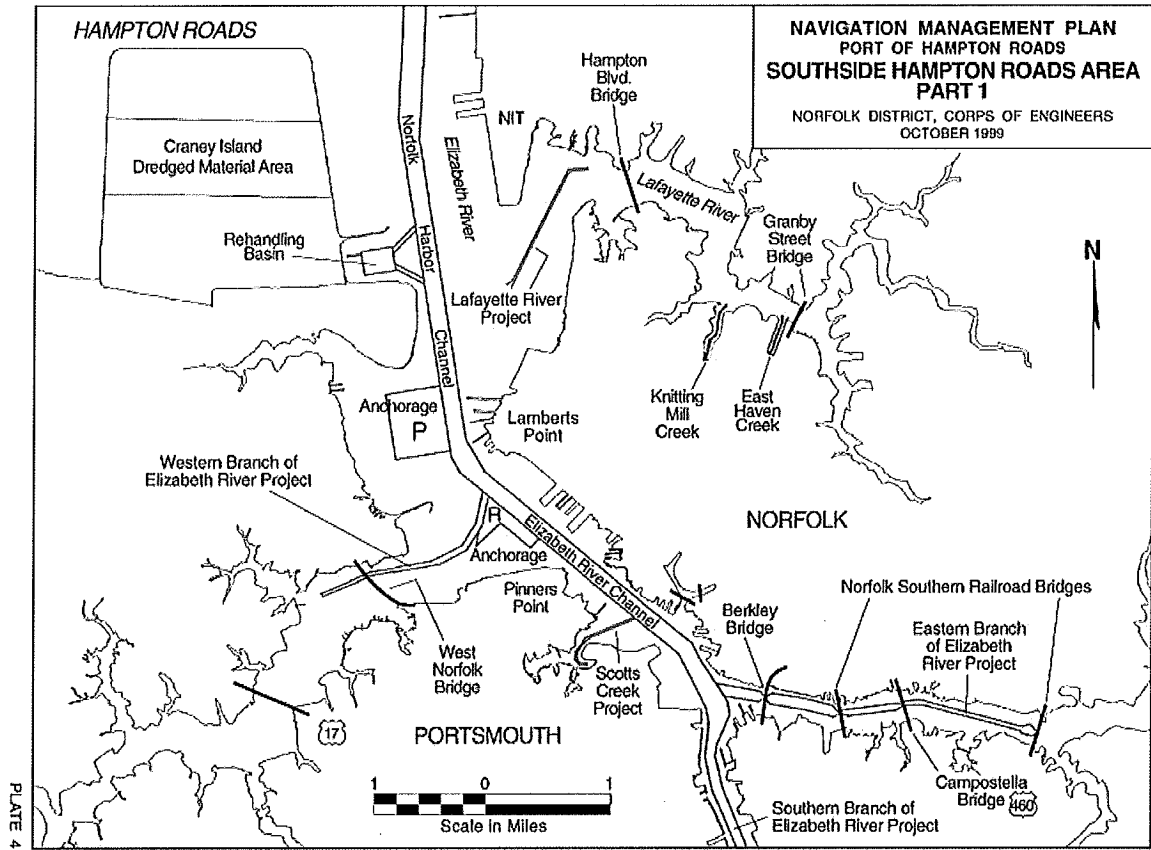 HAMPTON ROADS
NAVIGATION MANAGEMENT PLAN
PORT OF HAMPTON ROADS
SOUTHSIDE HAMPTON ROADS AREA
PART 1
NORFOLK DISTRICT, CORPS OF ENGINEERS
OCTOBER 1999
Hampton
Blvd.
Bridge
NIT
Norfolk
Harbor
Channel
Elizabeth River
Craney Island
Dredged Material Area
Lafayette River
Granby
Street
Bridge
Rehandling
Basin
N
Lafayette River
Project
Knitting
Mill
Creek
East
Haven
Creek
Anchorage
P
Lamberts
Point
Western Branch of
Elizabeth River Project
NORFOLK
R
Anchorage
Elizabeth River Channel
Pinners
Point
Norfolk Southern Railroad Bridges
Berkley
Bridge
Eastern Branch
of Elizabeth
River Project
West
Norfolk
Bridge
Scotts
Creek
Project
17
PORTSMOUTH
Campostella
Bridge
460
1 0 1
Scale in Miles
Southern Branch of
Elizabeth River Project
PLATE 4